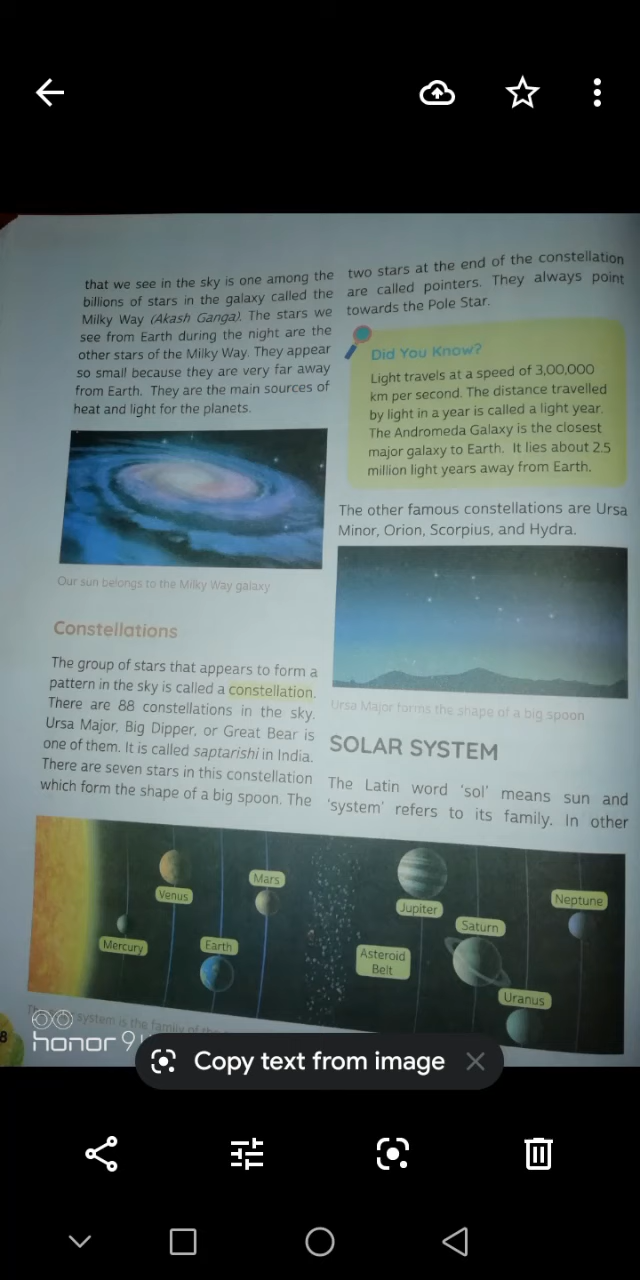 that we see in the sky is one among the
billions of stars in the galaxy called the
Milky Way (Akash Ganga). The stars we
see from Earth during the night are the
other stars of the Milky Way. They appear
so small because they are very far away
from Earth. They are the main sources of
heat and light for the planets.
Our sun belongs to the Milky Way galaxy
Constellations
The group of stars that appears to form a
pattern in the sky is called a constellation.
There are 88 constellations in the sky.
Ursa Major, Big Dipper, or Great Bear is
one of them. It is called saptarishi in India.
There are seven stars in this constellation
which form the shape of a big spoon. The
two stars at the end of the constellation
are called pointers. They always point
towards the Pole Star.
Did You Know?
Light travels at a speed of 3,00,000
km per second. The distance travelled
by light in a year is called a light year.
The Andromeda Galaxy is the closest
major galaxy to Earth. It lies about 2.5
million light years away from Earth.
The other famous constellations are Ursa
Minor, Orion, Scorpius, and Hydra.
Ursa Major forms the shape of a big spoon
SOLAR SYSTEM
The Latin word 'sol' means sun and
'system' refers to its family. In other
Mercury
Venus
Earth
Mars
Asteroid
Belt
Jupiter
Saturn
Uranus
Neptune
system is the family of the
8
honor 9
Copy text from image